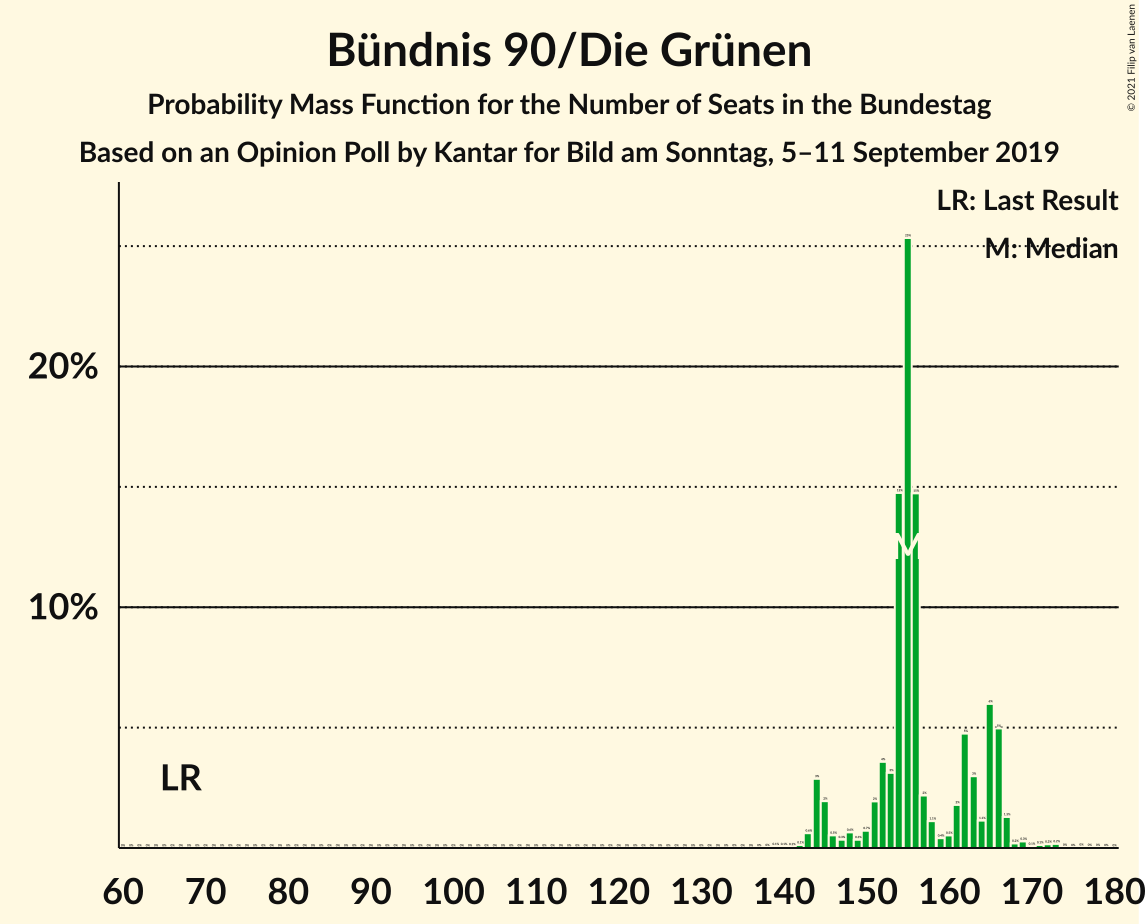 Bündnis 90/Die Grünen
Probability Mass Function for the Number of Seats in the Bundestag
Based on an Opinion Poll by Kantar for Bild am Sonntag, 5–11 September 2019
© 2021 Filip van Laenen
LR: Last Result
M: Median
20%
10%
LR
M
60 70 80 90 100 110 120 130 140 150 160 170 180